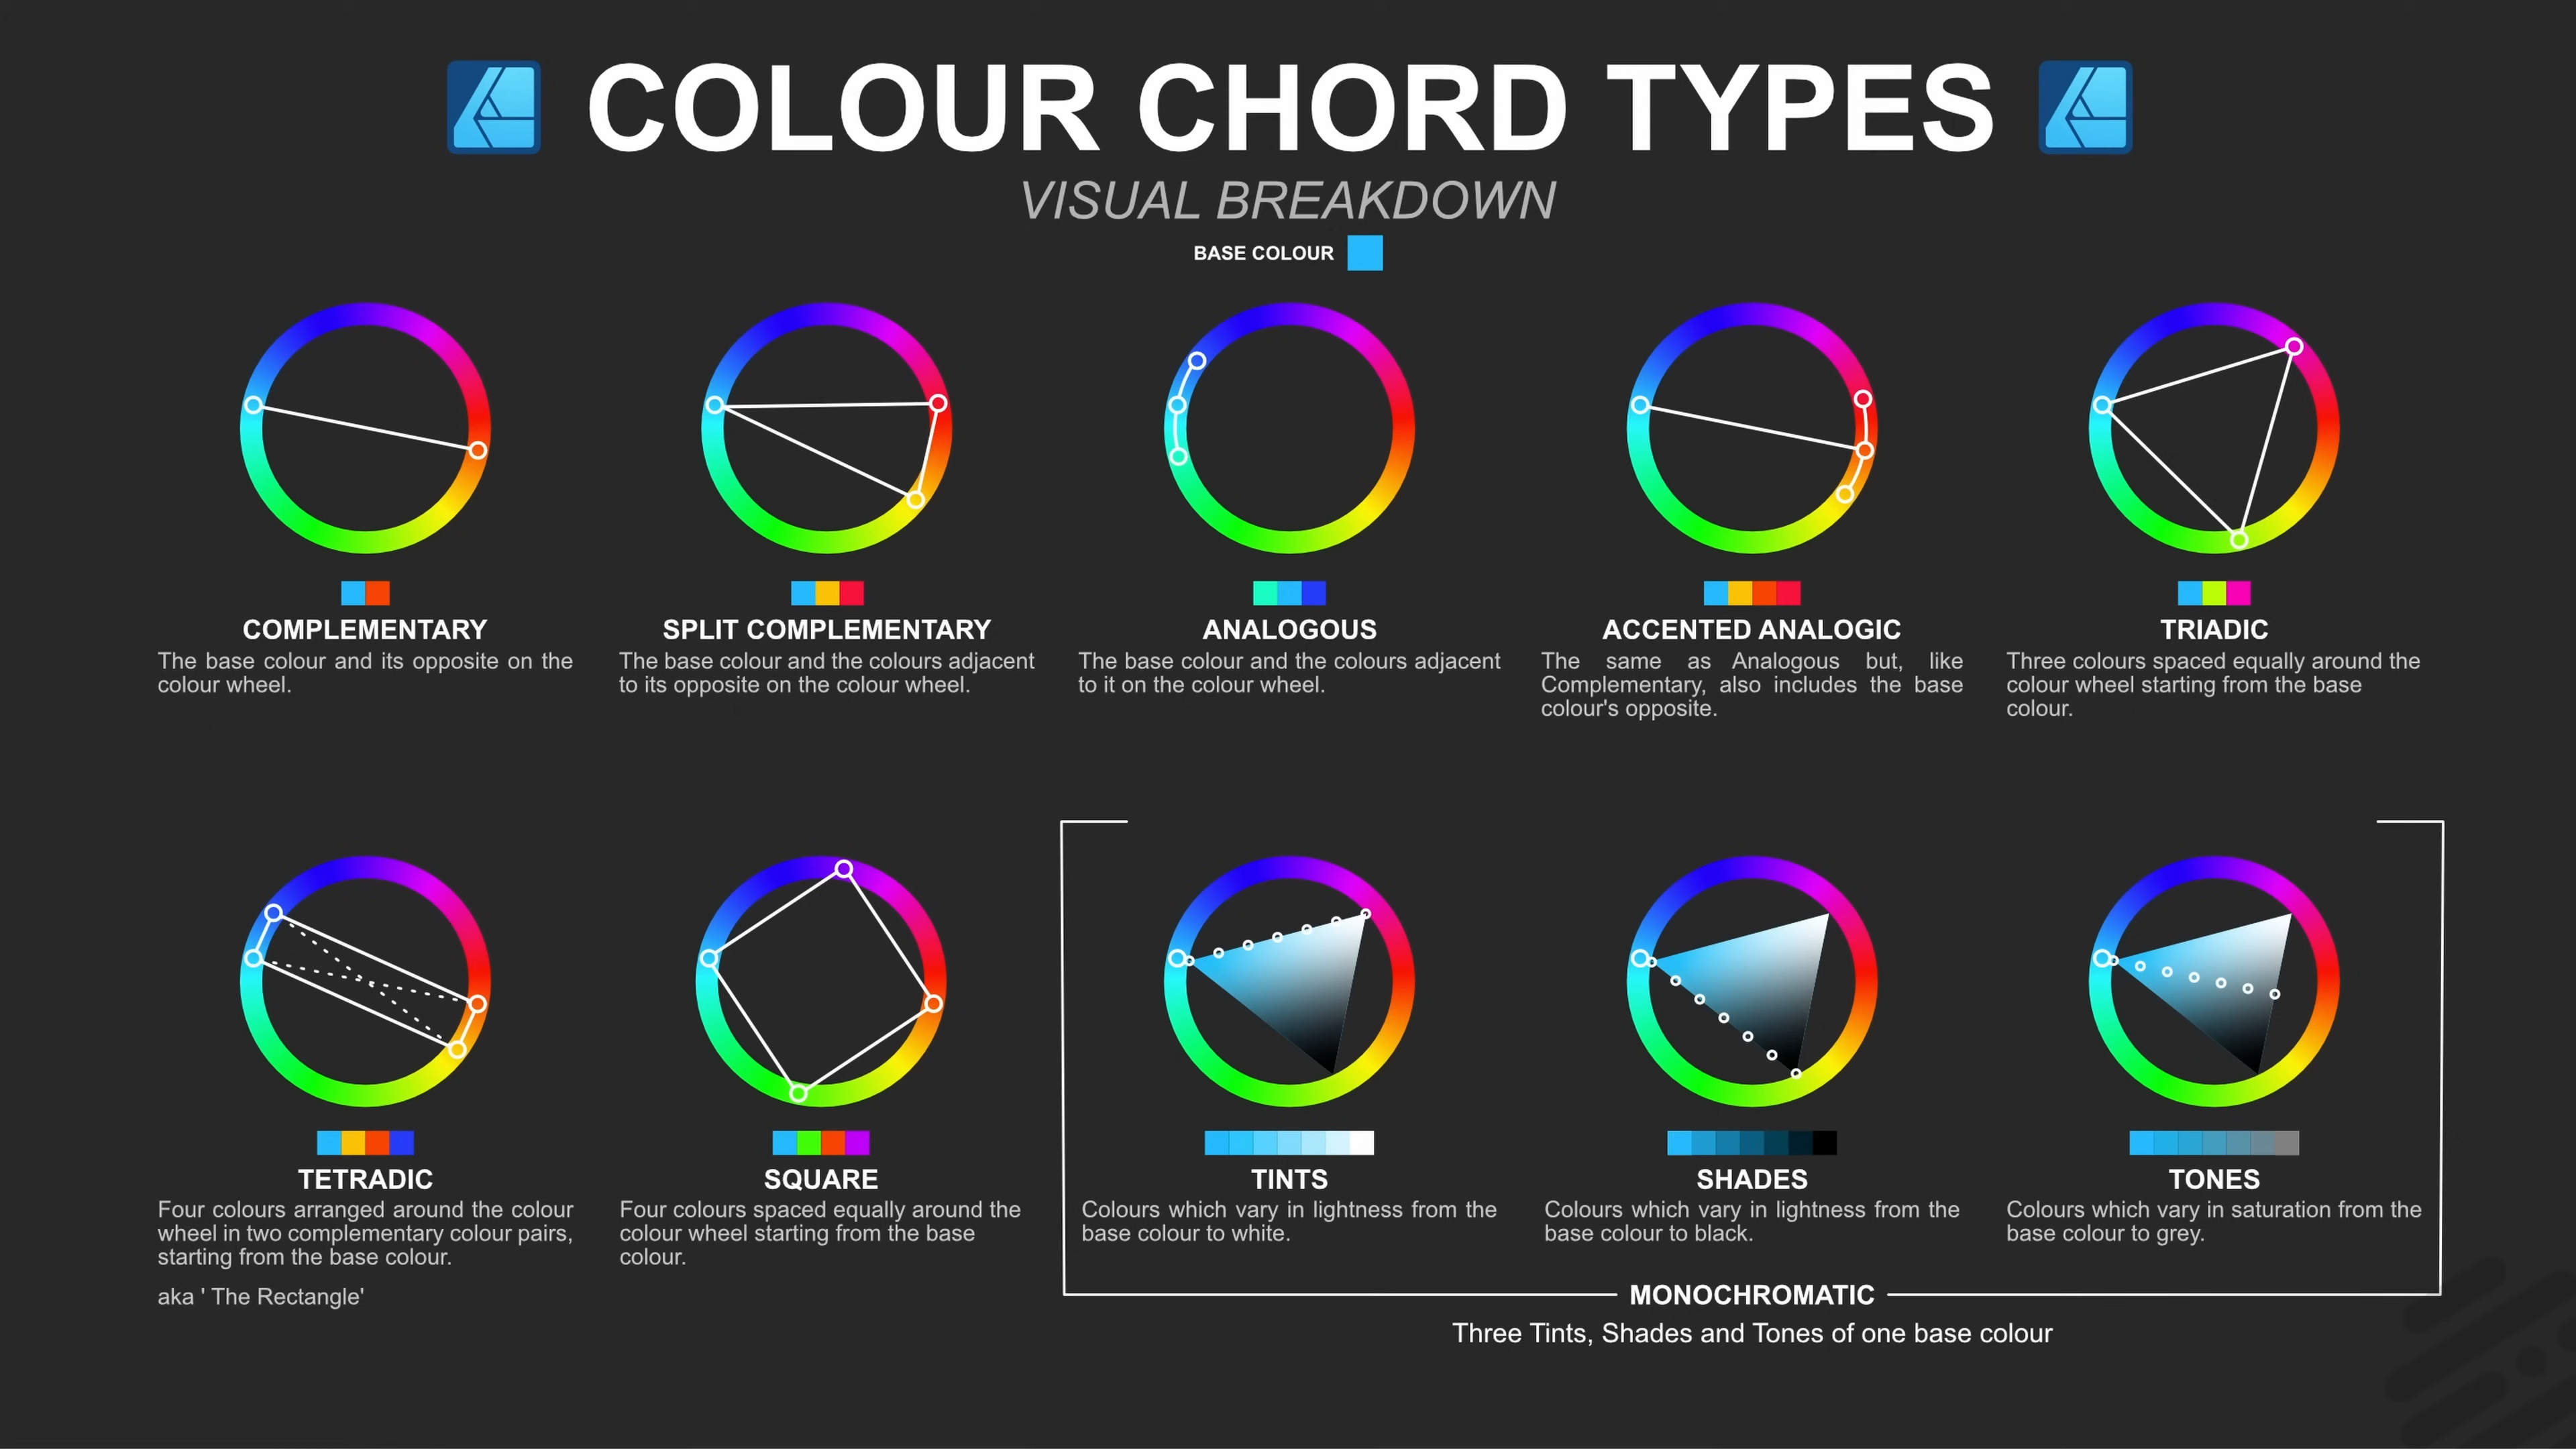 COLOUR CHORD TYPES
VISUAL BREAKDOWN
BASE COLOUR
COMPLEMENTARY
The base colour and its opposite on the
colour wheel.
SPLIT COMPLEMENTARY
The base colour and the colours adjacent
to its opposite on the colour wheel.
ANALOGOUS
The base colour and the colours adjacent
to it on the colour wheel.
ACCENTED ANALOGIC
The same as Analogous but, like
Complementary, also includes the base
colour's opposite.
TRIADIC
Three colours spaced equally around the
colour wheel starting from the base
colour.
TETRADIC
Four colours arranged around the colour
wheel in two complementary colour pairs,
starting from the base colour.
aka ' The Rectangle'
SQUARE
Four colours spaced equally around the
colour wheel starting from the base
colour.
TINTS
Colours which vary in lightness from the
base colour to white.
SHADES
Colours which vary in lightness from the
base colour to black.
TONES
Colours which vary in saturation from the
base colour to grey.
MONOCHROMATIC
Three Tints, Shades and Tones of one base colour